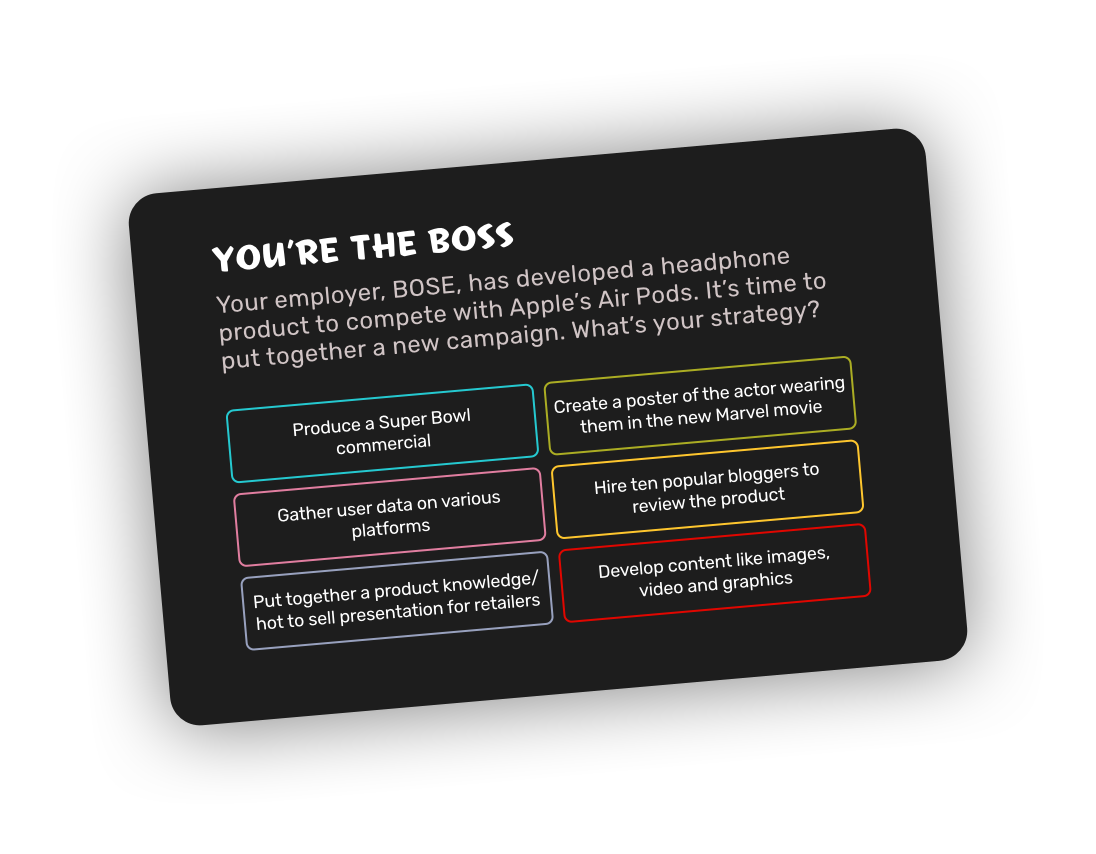 YOU'RE THE BOSS
Your employer, BOSE, has developed a headphone
product to compete with Apple's Air Pods. It's time to
put together a new campaign. What's your strategy?
Produce a Super Bowl
commercial
Create a poster of the actor wearing
them in the new Marvel movie
Gather user data on various
platforms
Hire ten popular bloggers to
review the product
Put together a product knowledge/
hot to sell presentation for retailers
Develop content like images,
video and graphics